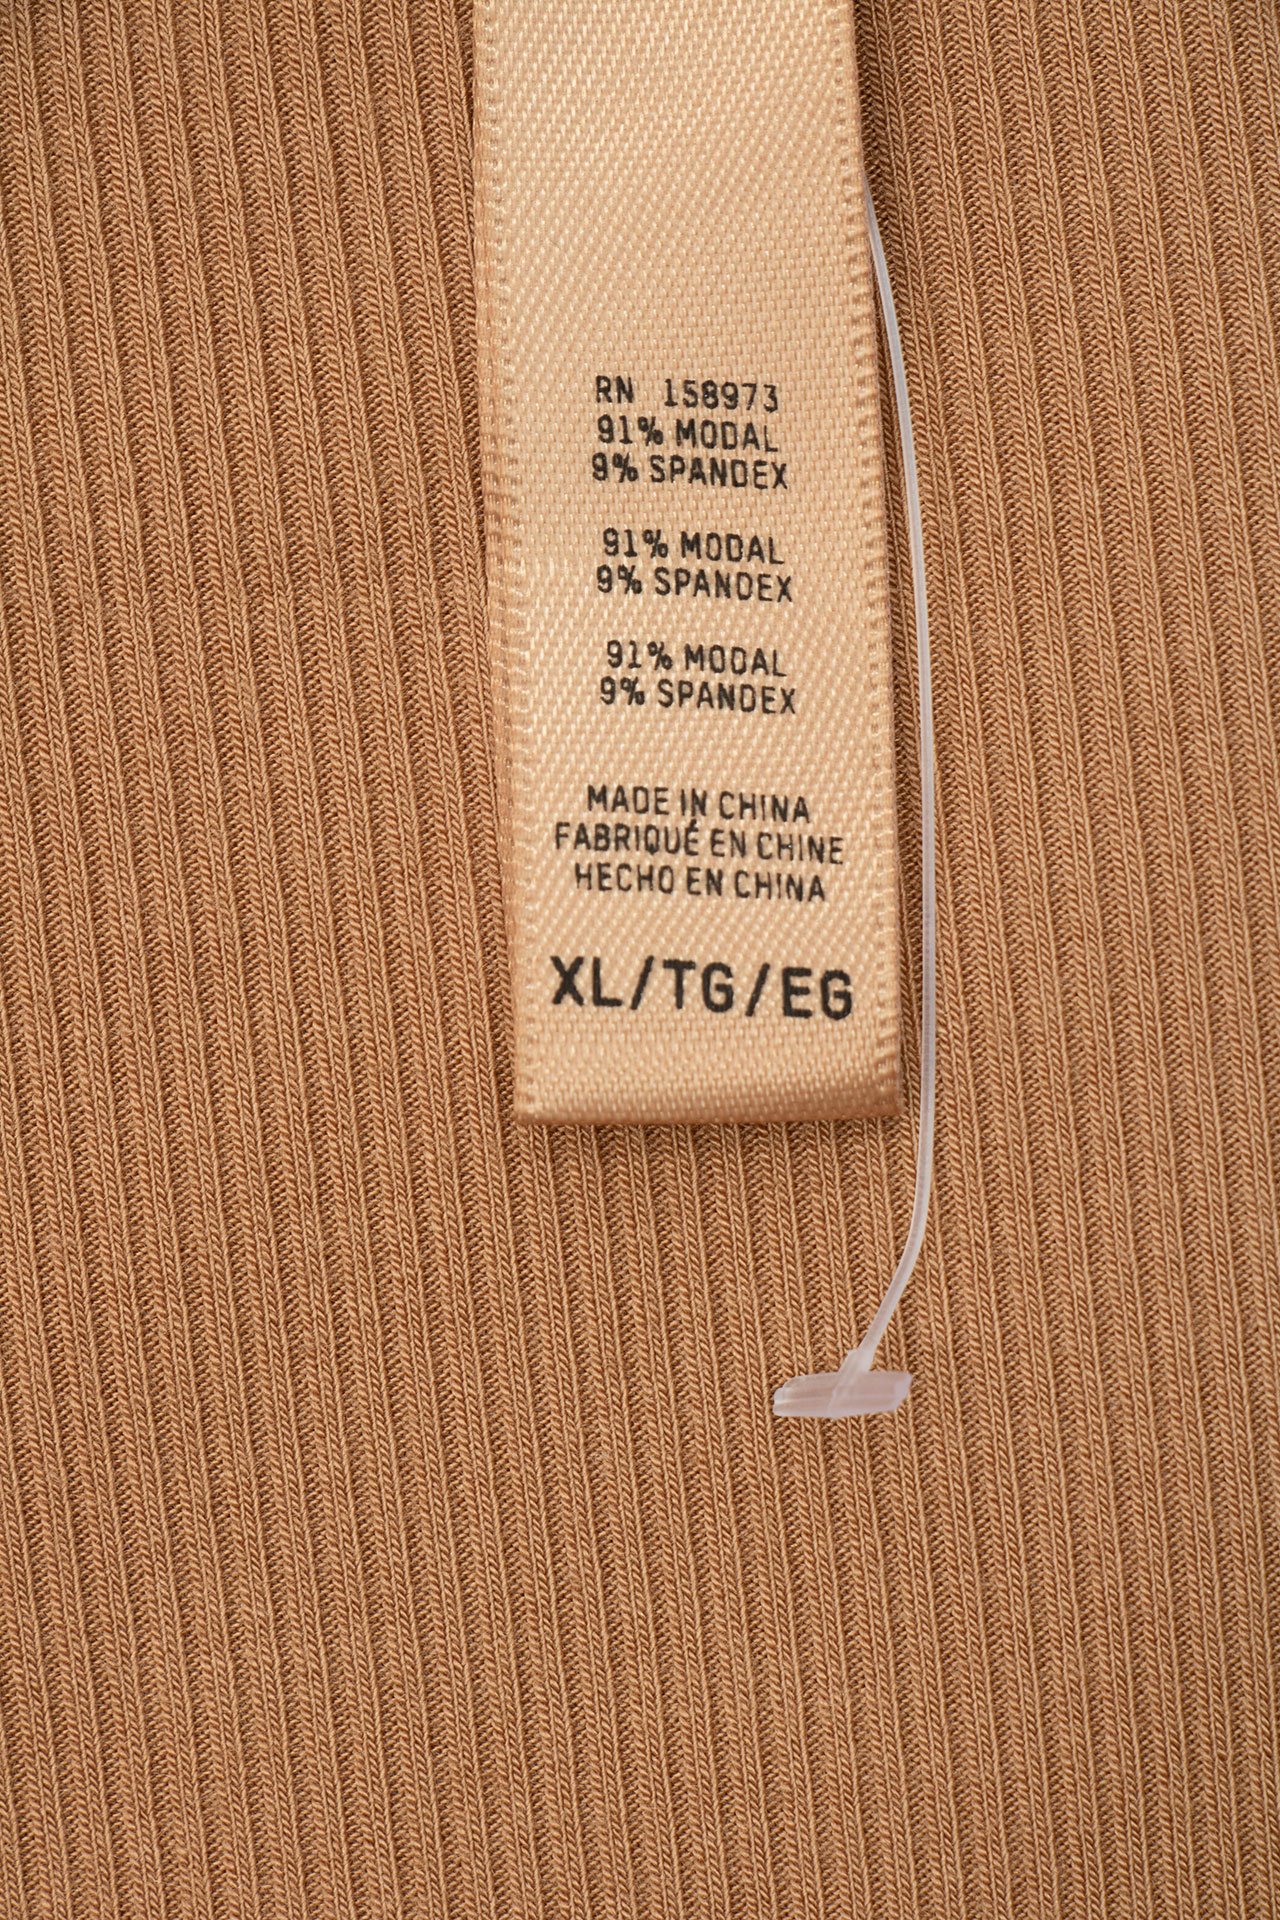 RN 158973
91% MODAL
9% SPANDEX
91% MODAL
9% SPANDEX
91% MODAL
9% SPANDEX
MADE IN CHINA
FABRIQUÉ EN CHINE
HECHO EN CHINA
XL/TG/EG